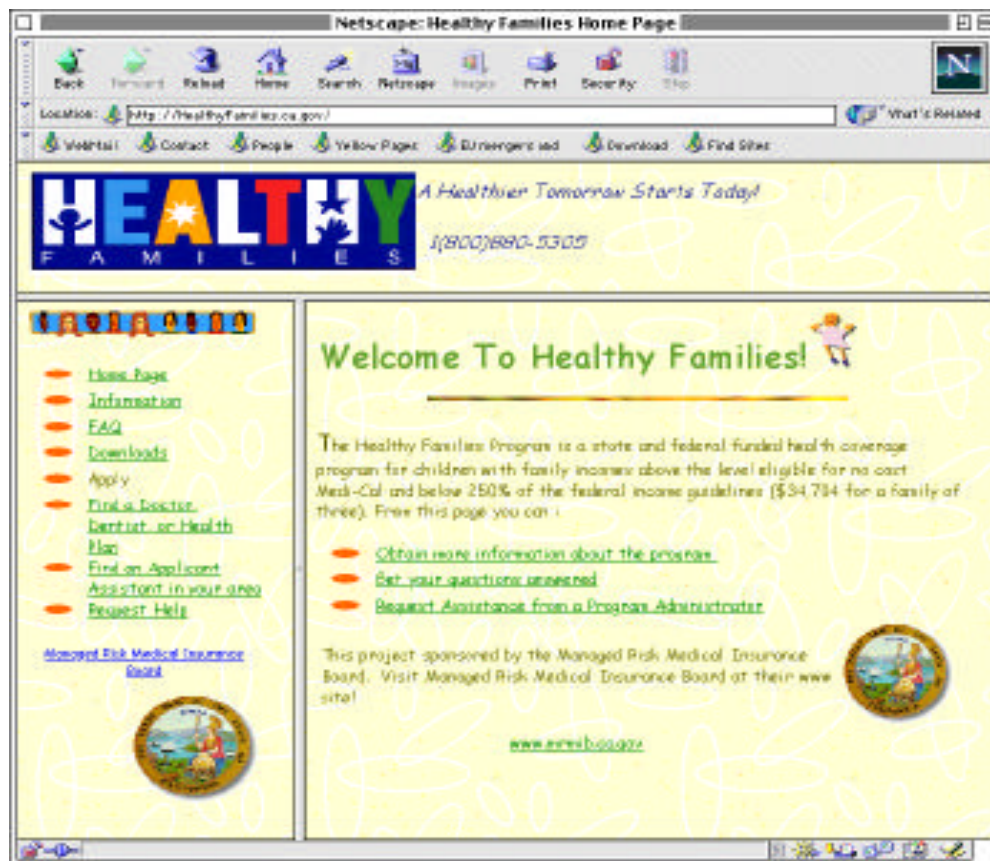 Netscape: Healthy Families Home Page
Back Forward Reload Home Search Netscape Images Print Security Stop
N
Location: http://HealthyFamilies.ca.gov/ What's Related
WebMail Contact People Yellow Pages EU mergers and Download Find Sites
HEALTHY
FAMILIES
A Healthier Tomorrow Starts Today!
1(800)880-5305
Home Page
Information
FAQ
Downloads
Apply
Find a Doctor,
Dentist, or Health
Plan
Find an Applicant
Assistant in your area
Request Help
Managed Risk Medical Insurance
Board
Welcome To Healthy Families!
The Healthy Families Program is a state and federal funded health coverage
program for children with family incomes above the level eligible for no cost
Medi-Cal and below 250% of the federal income guidelines ($34,704 for a family of
three). From this page you can :
Obtain more information about the program
Get your questions answered
Request Assistance from a Program Administrator
This project sponsored by the Managed Risk Medical Insurance
Board. Visit Managed Risk Medical Insurance Board at their www
site!
www.mrmib.ca.gov